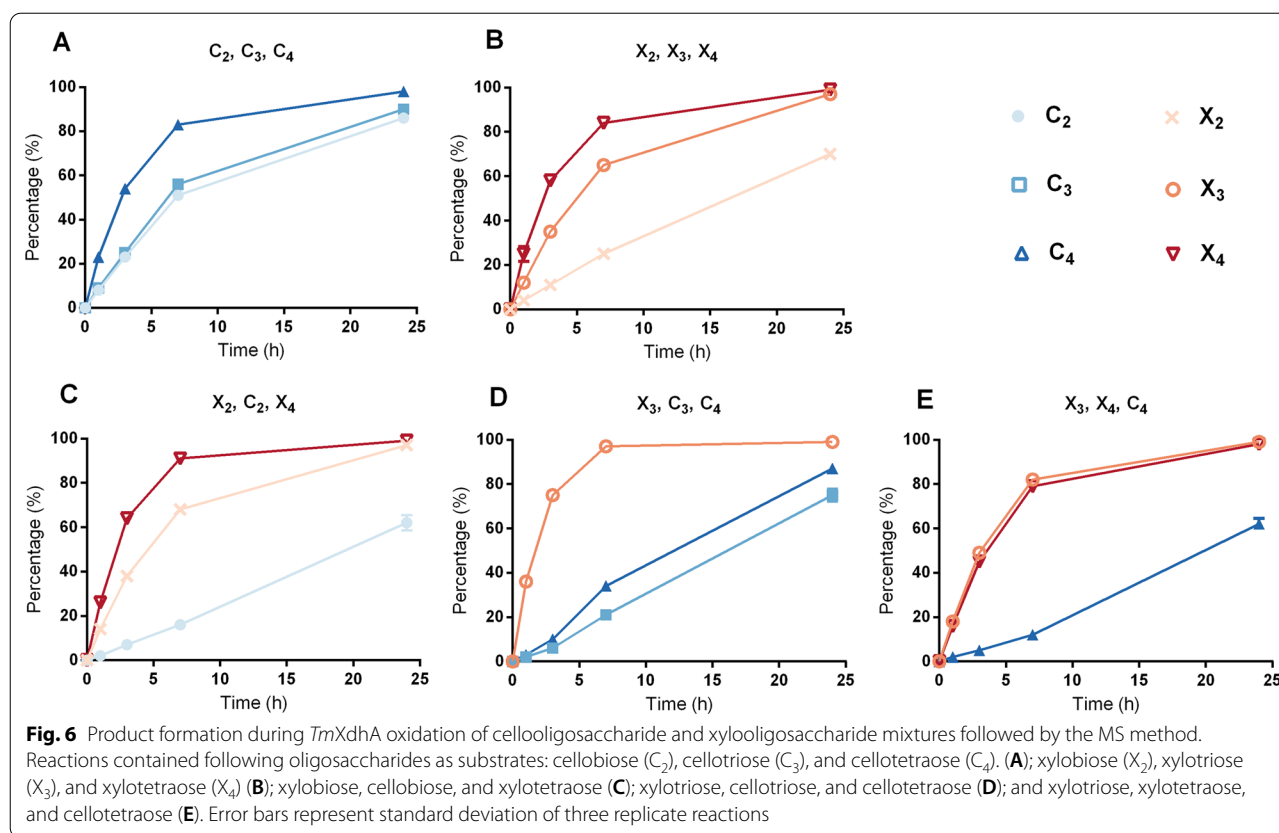 A
C₂, C₃, C₄
Percentage (%)
100
80
60
40
20
0
0 5 10 15 20 25
Time (h)
B
X₂, X₃, X₄
Percentage (%)
100
80
60
40
20
0
0 5 10 15 20 25
Time (h)
C₂ X₂
C₃ X₃
C₄ X₄
C
X₂, C₂, X₄
Percentage (%)
100
80
60
40
20
0
0 5 10 15 20 25
Time (h)
D
X₃, C₃, C₄
Percentage (%)
100
80
60
40
20
0
0 5 10 15 20 25
Time (h)
E
X₃, X₄, C₄
Percentage (%)
100
80
60
40
20
0
0 5 10 15 20 25
Time (h)
Fig. 6 Product formation during TmXdhA oxidation of cellooligosaccharide and xylooligosaccharide mixtures followed by the MS method.
Reactions contained following oligosaccharides as substrates: cellobiose (C₂), cellotriose (C₃), and cellotetraose (C₄). (A); xylobiose (X₂), xylotriose
(X₃), and xylotetraose (X₄) (B); xylobiose, cellobiose, and xylotetraose (C); xylotriose, cellotriose, and cellotetraose (D); and xylotriose, xylotetraose,
and cellotetraose (E). Error bars represent standard deviation of three replicate reactions